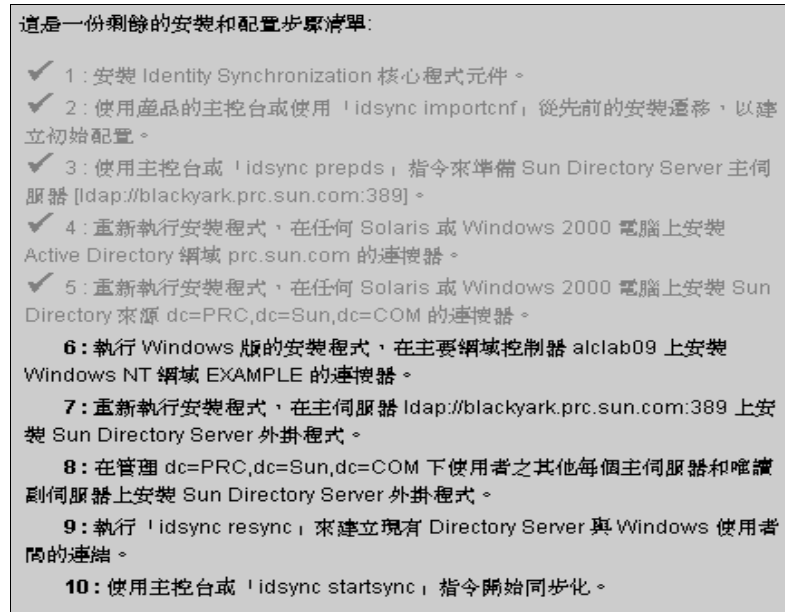 這是一份剩餘的安裝和配置步驟清單:
✔ 1 : 安裝 Identity Synchronization 核心程式元件。
✔ 2 : 使用產品的主控台或使用「idsync importcnf」從先前的安裝遷移，以建
立初始配置。
✔ 3 : 使用主控台或「idsync prepds」指令來準備 Sun Directory Server 主伺
服器 [ldap://blackyark.prc.sun.com:389]。
✔ 4 : 重新執行安裝程式，在任何 Solaris 或 Windows 2000 電腦上安裝
Active Directory 網域 prc.sun.com 的連接器。
✔ 5 : 重新執行安裝程式，在任何 Solaris 或 Windows 2000 電腦上安裝 Sun
Directory 來源 dc=PRC,dc=Sun,dc=COM 的連接器。
6 : 執行 Windows 版的安裝程式，在主要網域控制器 alclab09 上安裝
Windows NT 網域 EXAMPLE 的連接器。
7 : 重新執行安裝程式，在主伺服器 ldap://blackyark.prc.sun.com:389 上安
裝 Sun Directory Server 外掛程式。
8 : 在管理 dc=PRC,dc=Sun,dc=COM 下使用者之其他每個主伺服器和唯讀
副伺服器上安裝 Sun Directory Server 外掛程式。
9 : 執行「idsync resync」來建立現有 Directory Server 與 Windows 使用者
間的連結。
10 : 使用主控台或「idsync startsync」指令開始同步化。